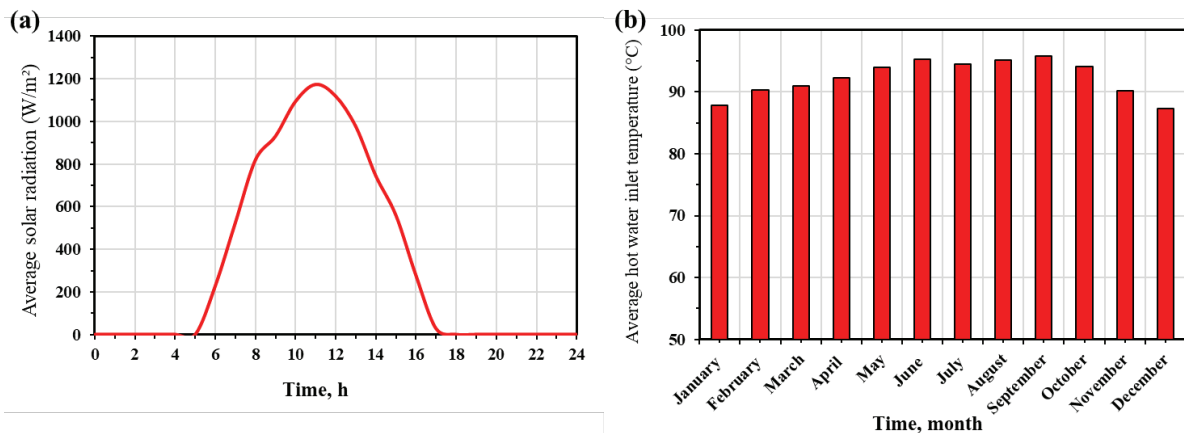 (a)
Average solar radiation (W/m²)
1400
1200
1000
800
600
400
200
0
0 2 4 6 8 10 12 14 16 18 20 22 24
Time, h
(b)
Average hot water inlet temperature (°C)
100
90
80
70
60
50
January February March April May June July August September October November December
Time, month